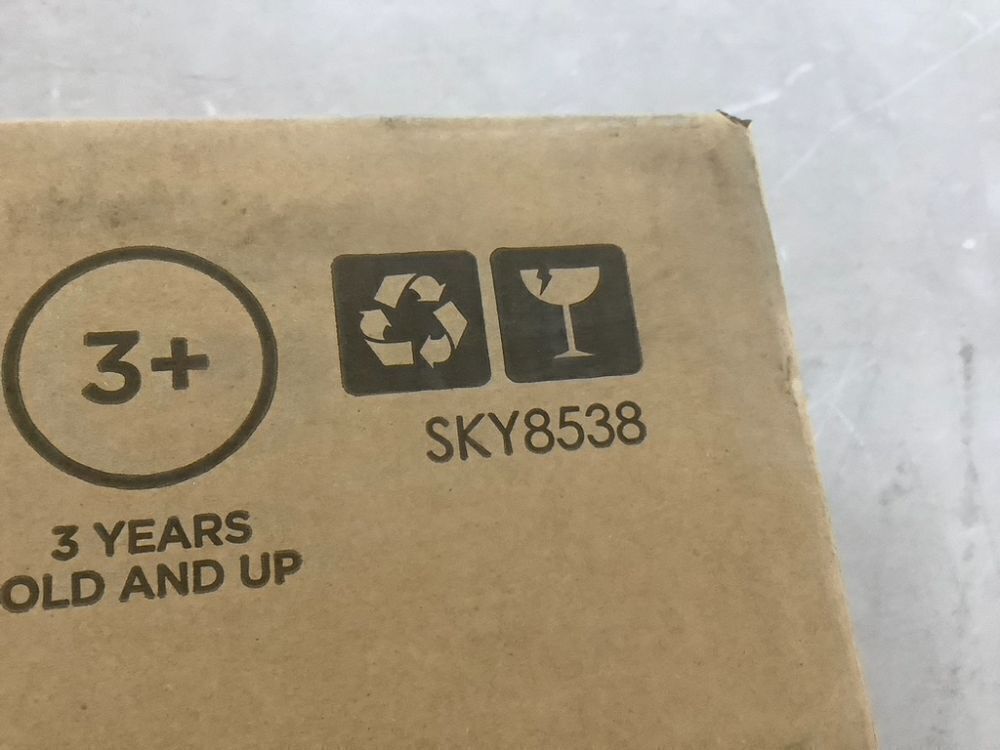 3+
SKY8538
3 YEARS
OLD AND UP